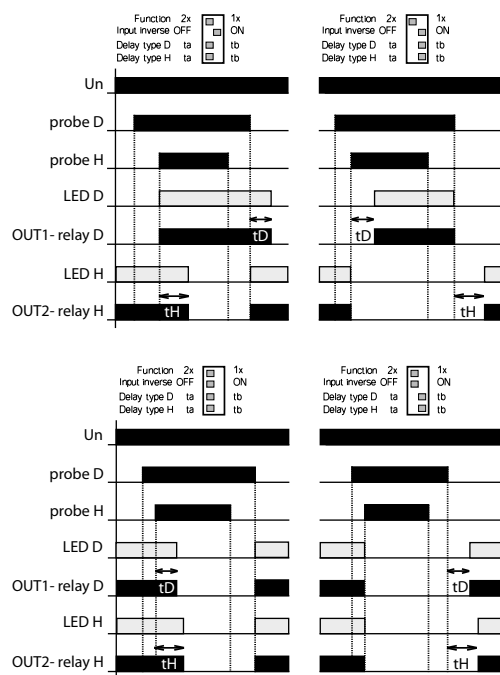 Function 2x 1x
Input inverse OFF ON
Delay type D ta tb
Delay type H ta tb
Function 2x 1x
Input inverse OFF ON
Delay type D ta tb
Delay type H ta tb
Un
probe D
probe H
LED D
OUT1- relay D
tD
tD
LED H
OUT2- relay H
tH
tH
Function 2x 1x
Input inverse OFF ON
Delay type D ta tb
Delay type H ta tb
Function 2x 1x
Input inverse OFF ON
Delay type D ta tb
Delay type H ta tb
Un
probe D
probe H
LED D
OUT1- relay D
tD
tD
LED H
OUT2- relay H
tH
tH